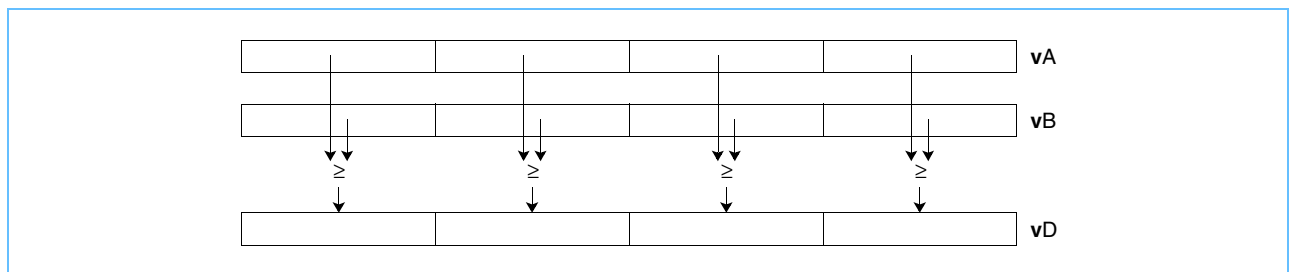 vA
vB
≥ ≥ ≥ ≥
vD